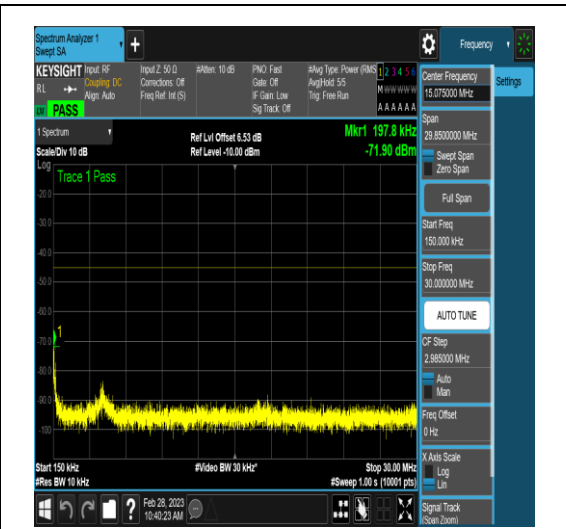 Spectrum Analyzer 1
Swept SA
+
Frequency
KEYSIGHT
RL
PASS
Input: RF
Coupling: DC
Align: Auto
Input Z: 50 Ω
Corrections: Off
Freq Ref: Int (S)
#Atten: 10 dB
PNO: Fast
Gate: Off
IF Gain: Low
Sig Track: Off
#Avg Type: Power (RMS
Avg|Hold: 5/5
Trig: Free Run
1 2 3 4 5 6
M W W W W W
A A A A A A
1 Spectrum
Scale/Div 10 dB
Ref Lvl Offset 6.53 dB
Ref Level -10.00 dBm
Mkr1 197.8 kHz
-71.90 dBm
Log
Trace 1 Pass
-20.0
-30.0
-40.0
-50.0
-60.0
-70.0
-80.0
-90.0
-100
1
Start 150 kHz
#Res BW 10 kHz
#Video BW 30 kHz*
Stop 30.00 MHz
#Sweep 1.00 s (10001 pts)
?
Feb 28, 2023
10:40:23 AM
Center Frequency
15.075000 MHz
Settings
Span
29.8500000 MHz
Swept Span
Zero Span
Full Span
Start Freq
150.000 kHz
Stop Freq
30.000000 MHz
AUTO TUNE
CF Step
2.985000 MHz
Auto
Man
Freq Offset
0 Hz
X Axis Scale
Log
Lin
Signal Track
(Span Zoom)